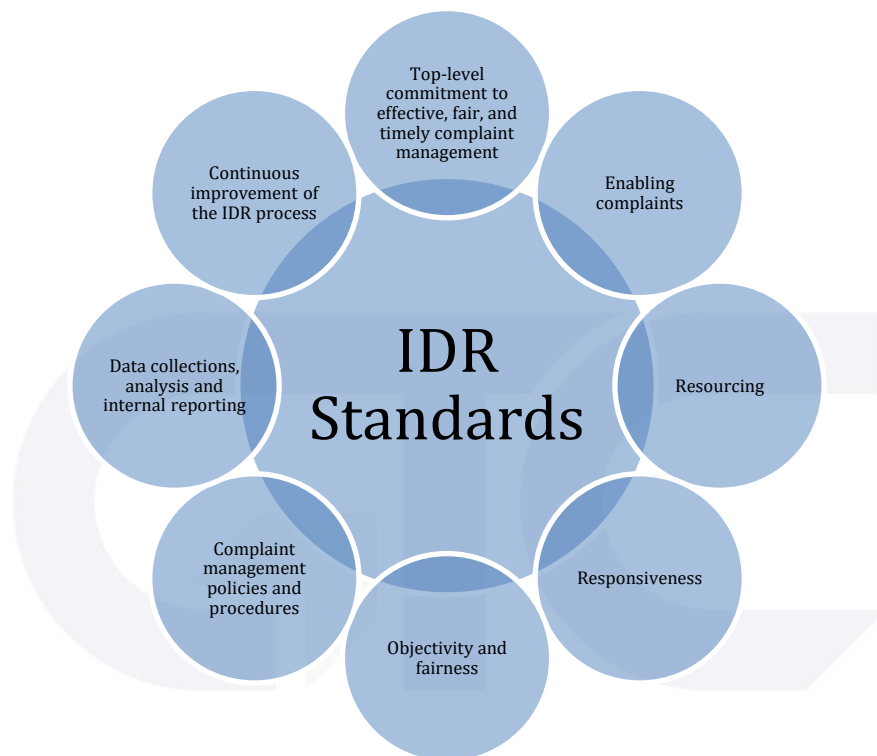 Top-level
commitment to
effective, fair, and
timely complaint
management
Enabling
complaints
Resourcing
Responsiveness
Objectivity and
fairness
Complaint
management
policies and
procedures
Data collections,
analysis and
internal reporting
Continuous
improvement of
the IDR process
IDR
Standards